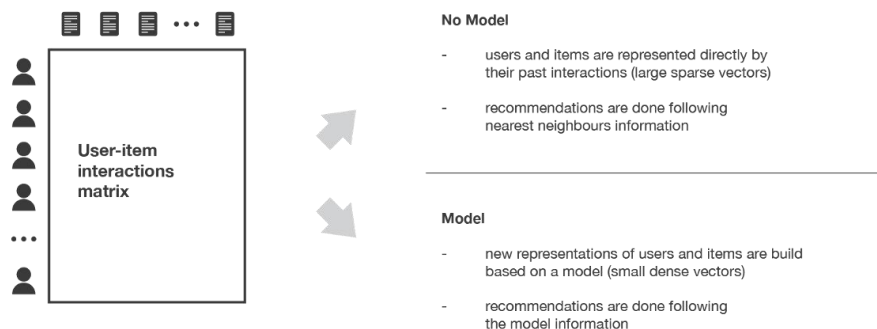 User-item
interactions
matrix
No Model
- users and items are represented directly by
their past interactions (large sparse vectors)
- recommendations are done following
nearest neighbours information
Model
- new representations of users and items are build
based on a model (small dense vectors)
- recommendations are done following
the model information